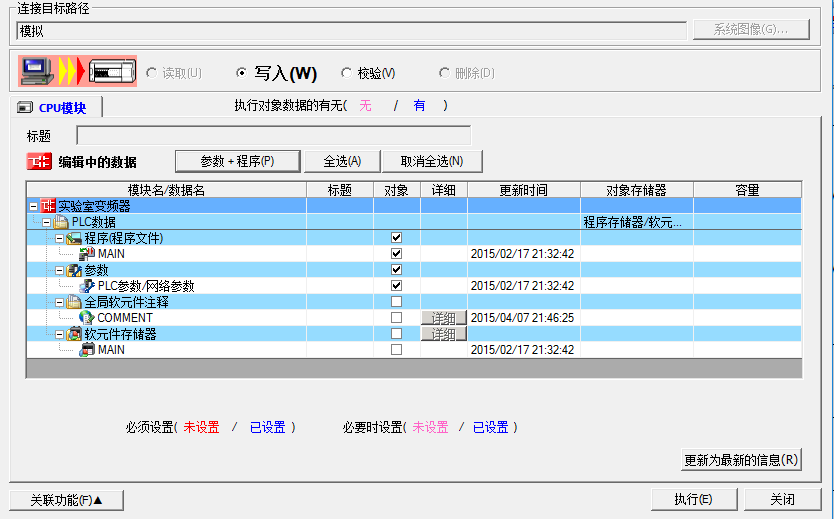 连接目标路径
模拟 系统图像(G)...
读取(U) 写入(W) 校验(V) 删除(D)
CPU模块 执行对象数据的有无( 无 / 有 )
标题
编辑中的数据 参数+程序(P) 全选(A) 取消全选(N)
模块名/数据名 标题 对象 详细 更新时间 对象存储器 容量
实验室变频器
PLC数据 程序存储器/软元...
程序(程序文件)
MAIN 2015/02/17 21:32:42
参数
PLC参数/网络参数 2015/02/17 21:32:42
全局软元件注释
COMMENT 详细 2015/04/07 21:46:25
软元件存储器 详细
MAIN 2015/02/17 21:32:42
必须设置( 未设置 / 已设置 ) 必要时设置( 未设置 / 已设置 )
更新为最新的信息(R)
关联功能(F)▲ 执行(E) 关闭